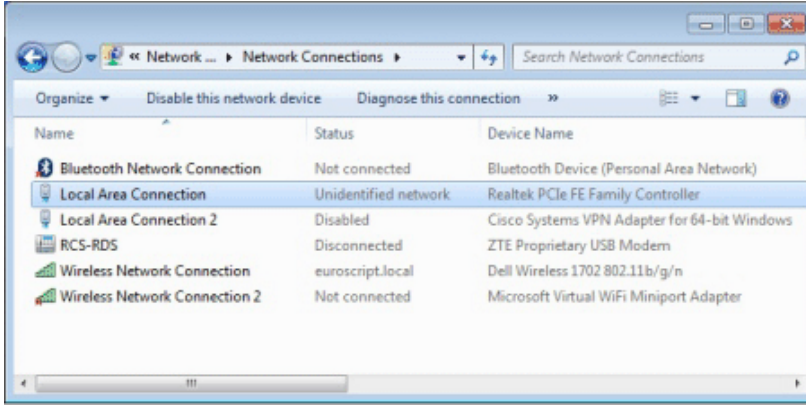 « Network ... ▸ Network Connections ▸ Search Network Connections
Organize ▾ Disable this network device Diagnose this connection »
Name Status Device Name
Bluetooth Network Connection Not connected Bluetooth Device (Personal Area Network)
Local Area Connection Unidentified network Realtek PCIe FE Family Controller
Local Area Connection 2 Disabled Cisco Systems VPN Adapter for 64-bit Windows
RCS-RDS Disconnected ZTE Proprietary USB Modem
Wireless Network Connection euroscript.local Dell Wireless 1702 802.11b/g/n
Wireless Network Connection 2 Not connected Microsoft Virtual WiFi Miniport Adapter